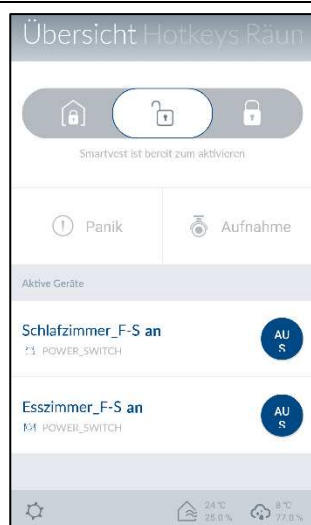 Übersicht Hotkeys Räun
Smartvest ist bereit zum aktivieren
Panik
Aufnahme
Aktive Geräte
Schlafzimmer_F-S an
POWER_SWITCH
AU
S
Esszimmer_F-S an
POWER_SWITCH
AU
S
24 °C
25.0 %
8 °C
77.0 %